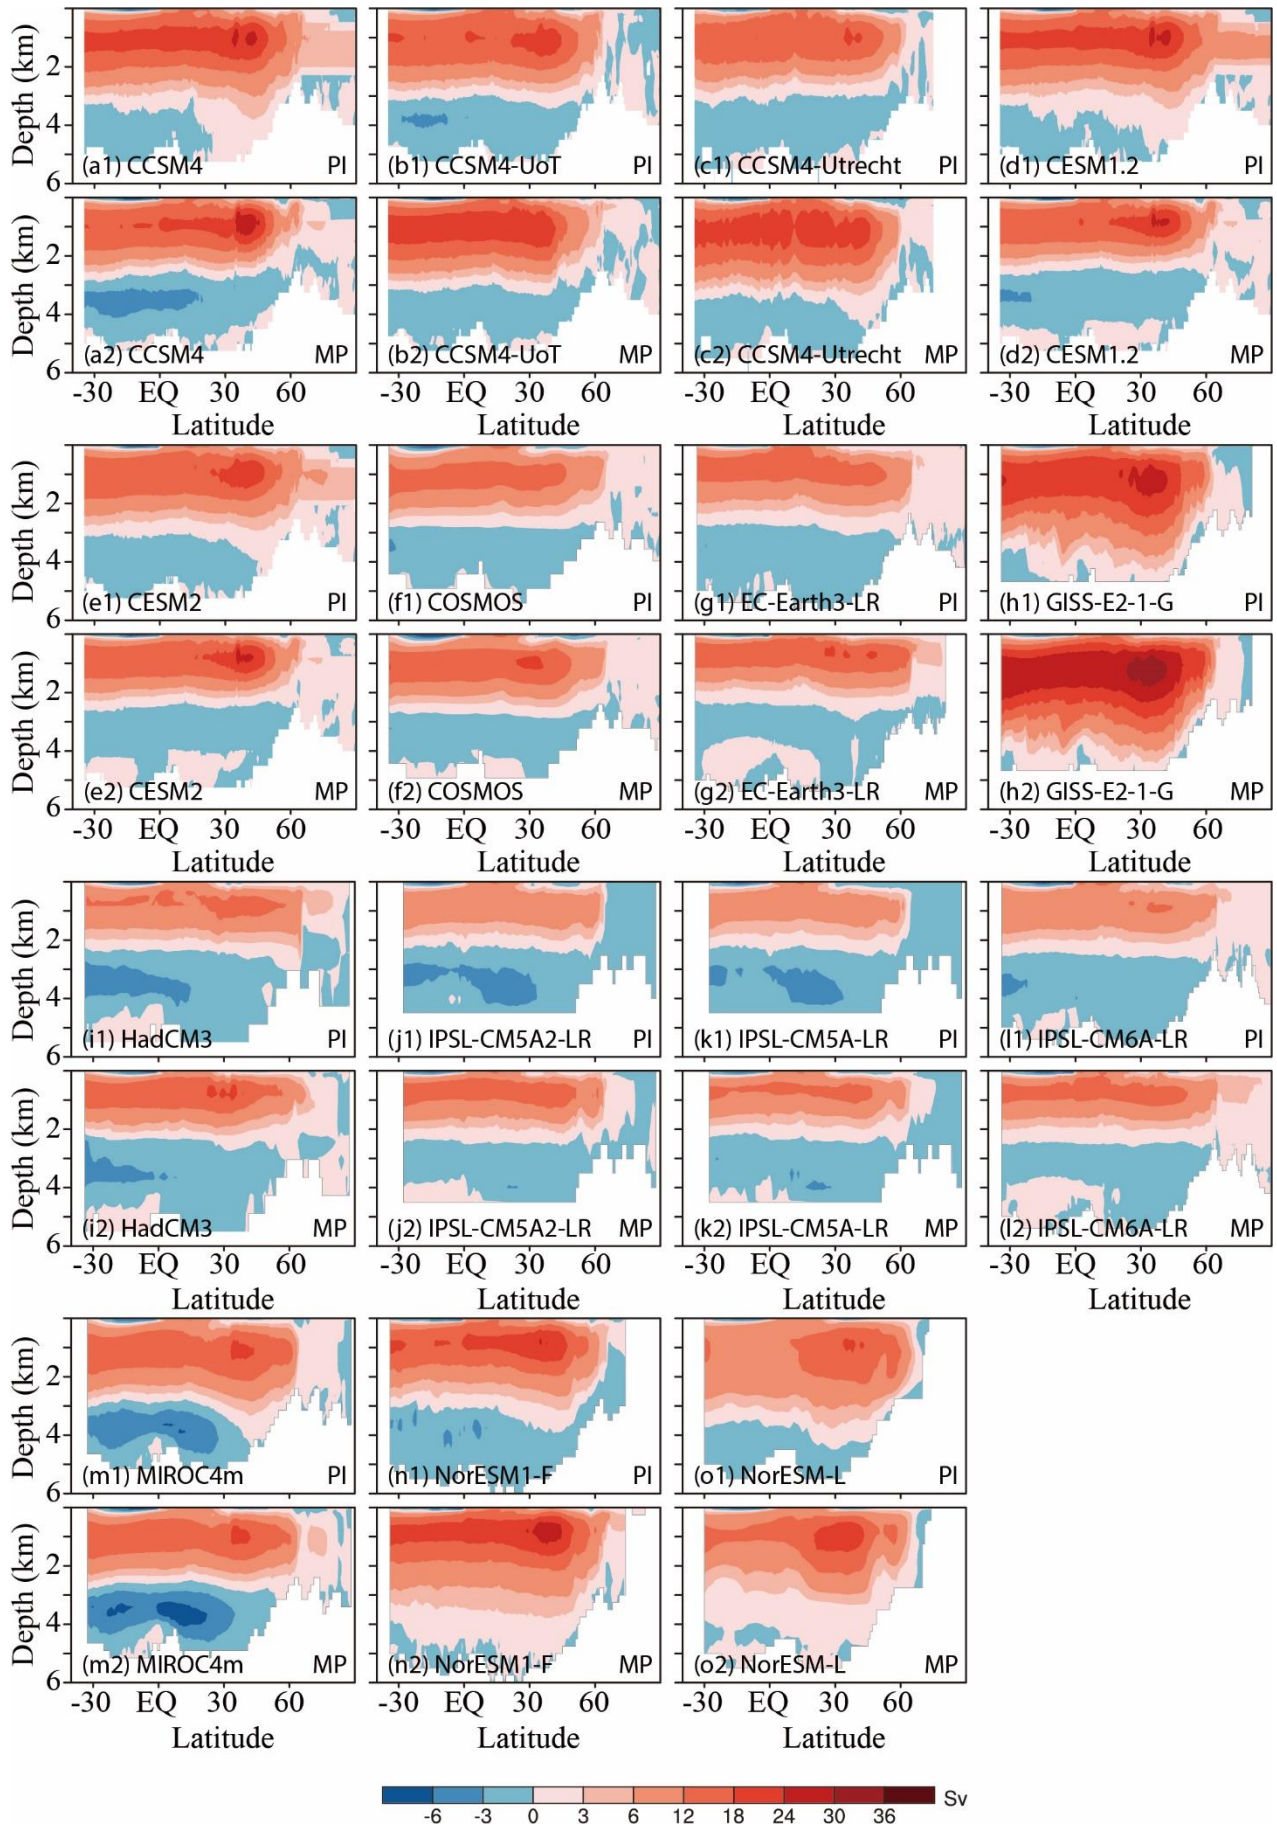 Depth (km)
2
4
6
(a1) CCSM4 PI
(b1) CCSM4-UoT PI
(c1) CCSM4-Utrecht PI
(d1) CESM1.2 PI
Depth (km)
2
4
6
(a2) CCSM4 MP
(b2) CCSM4-UoT MP
(c2) CCSM4-Utrecht MP
(d2) CESM1.2 MP
-30 EQ 30 60 -30 EQ 30 60 -30 EQ 30 60 -30 EQ 30 60
Latitude Latitude Latitude Latitude
Depth (km)
2
4
6
(e1) CESM2 PI
(f1) COSMOS PI
(g1) EC-Earth3-LR PI
(h1) GISS-E2-1-G PI
Depth (km)
2
4
6
(e2) CESM2 MP
(f2) COSMOS MP
(g2) EC-Earth3-LR MP
(h2) GISS-E2-1-G MP
-30 EQ 30 60 -30 EQ 30 60 -30 EQ 30 60 -30 EQ 30 60
Latitude Latitude Latitude Latitude
Depth (km)
2
4
6
(i1) HadCM3 PI
(j1) IPSL-CM5A2-LR PI
(k1) IPSL-CM5A-LR PI
(l1) IPSL-CM6A-LR PI
Depth (km)
2
4
6
(i2) HadCM3 MP
(j2) IPSL-CM5A2-LR MP
(k2) IPSL-CM5A-LR MP
(l2) IPSL-CM6A-LR MP
-30 EQ 30 60 -30 EQ 30 60 -30 EQ 30 60 -30 EQ 30 60
Latitude Latitude Latitude Latitude
Depth (km)
2
4
6
(m1) MIROC4m PI
(n1) NorESM1-F PI
(o1) NorESM-L PI
Depth (km)
2
4
6
(m2) MIROC4m MP
(n2) NorESM1-F MP
(o2) NorESM-L MP
-30 EQ 30 60 -30 EQ 30 60 -30 EQ 30 60
Latitude Latitude Latitude
Sv
-6 -3 0 3 6 12 18 24 30 36